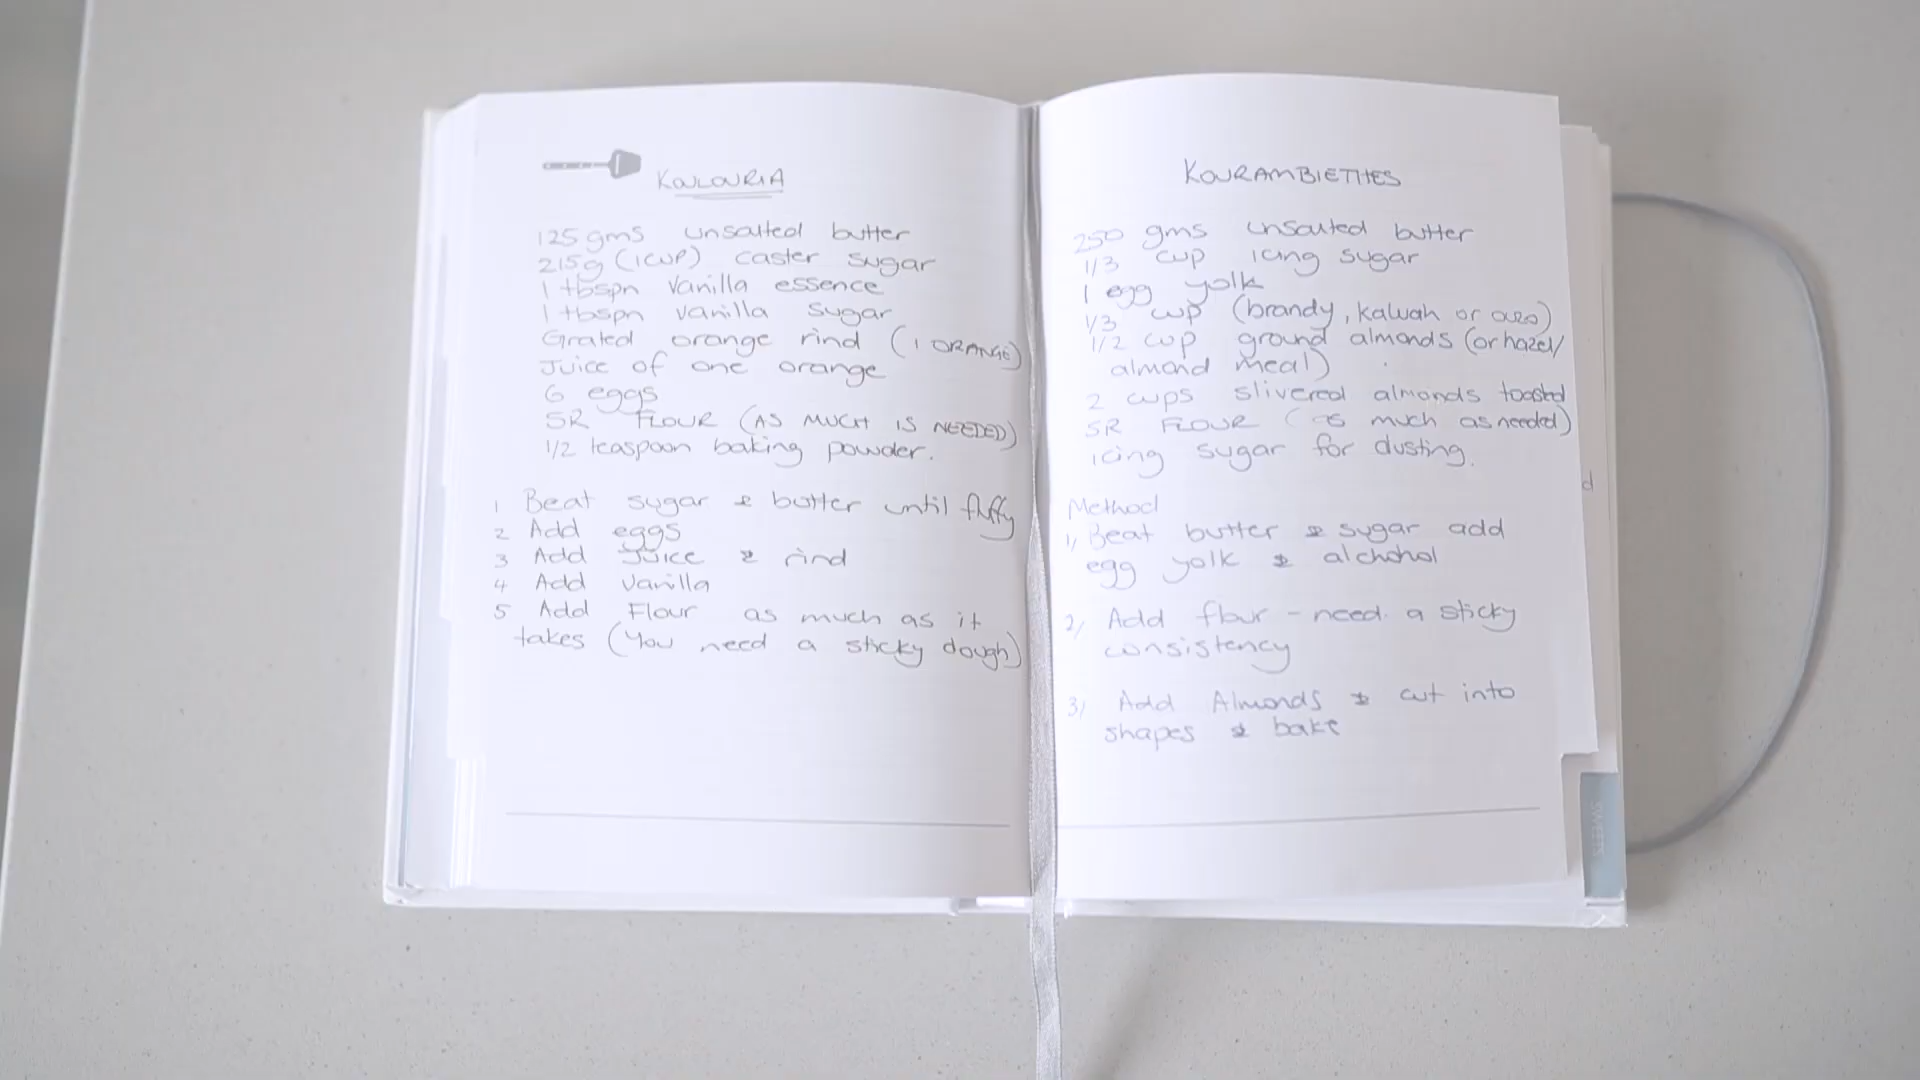 KOULOURIA
125 gms unsalted butter
215g (1cup) caster sugar
1 tbspn vanilla essence
1 tbspn vanilla sugar
Grated orange rind (1 ORANGE)
Juice of one orange
6 eggs
SR FLOUR (AS MUCH IS NEEDED)
1/2 teaspoon baking powder.
1 Beat sugar & butter until fluffy
2 Add eggs
3 Add Juice & rind
4 Add Vanilla
5 Add Flour as much as it
takes (You need a sticky dough)
KOURAMBIETHES
250 gms unsalted butter
1/3 cup icing sugar
1 egg yolk
1/3 cup (brandy, kalwah or ouzo)
1/2 cup ground almonds (or hazel/
almond meal)
2 cups slivered almonds toasted
SR FLOUR (as much as needed)
icing sugar for dusting.
Method
1, Beat butter & sugar add
egg yolk & alchohol
2, Add flour - need a sticky
consistency
3, Add Almonds & cut into
shapes & bake
d
SWEETS